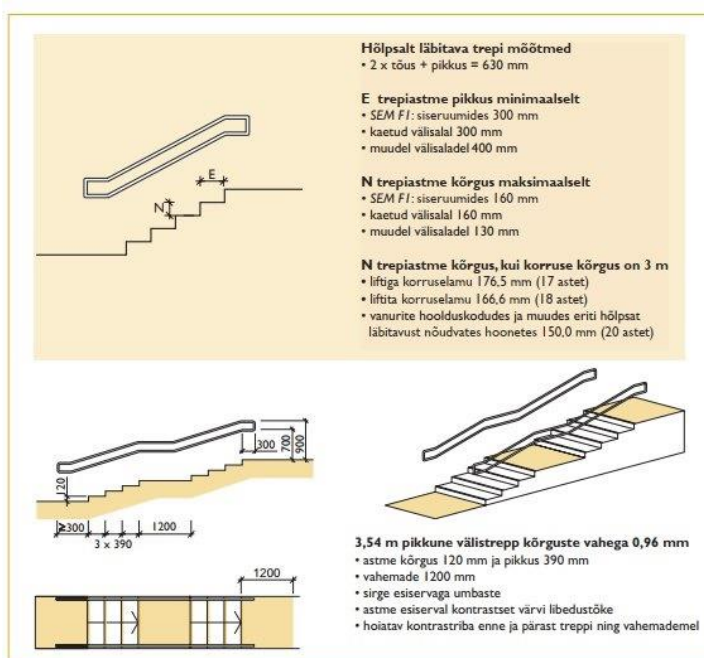 Hõlpsalt läbitava trepi mõõtmed
• 2 x tõus + pikkus = 630 mm
E trepiastme pikkus minimaalselt
• SEM F1: siseruumides 300 mm
• kaetud välisalal 300 mm
• muudel välisaladel 400 mm
N trepiastme kõrgus maksimaalselt
• SEM F1: siseruumides 160 mm
• kaetud välisalal 160 mm
• muudel välisaladel 130 mm
N trepiastme kõrgus, kui korruse kõrgus on 3 m
• liftiga korruselamu 176,5 mm (17 astet)
• liftita korruselamu 166,6 mm (18 astet)
• vanurite hoolduskodudes ja muudes eriti hõlpsat
läbitavust nõudvates hoonetes 150,0 mm (20 astet)
E
N
300
700
900
120
≥300
1200
3 x 390
1200
3,54 m pikkune välistrepp kõrguste vahega 0,96 mm
• astme kõrgus 120 mm ja pikkus 390 mm
• vahemade 1200 mm
• sirge esiservaga umbaste
• astme esiserval kontrastset värvi libedustõke
• hoiatav kontrastriba enne ja pärast treppi ning vahemademel